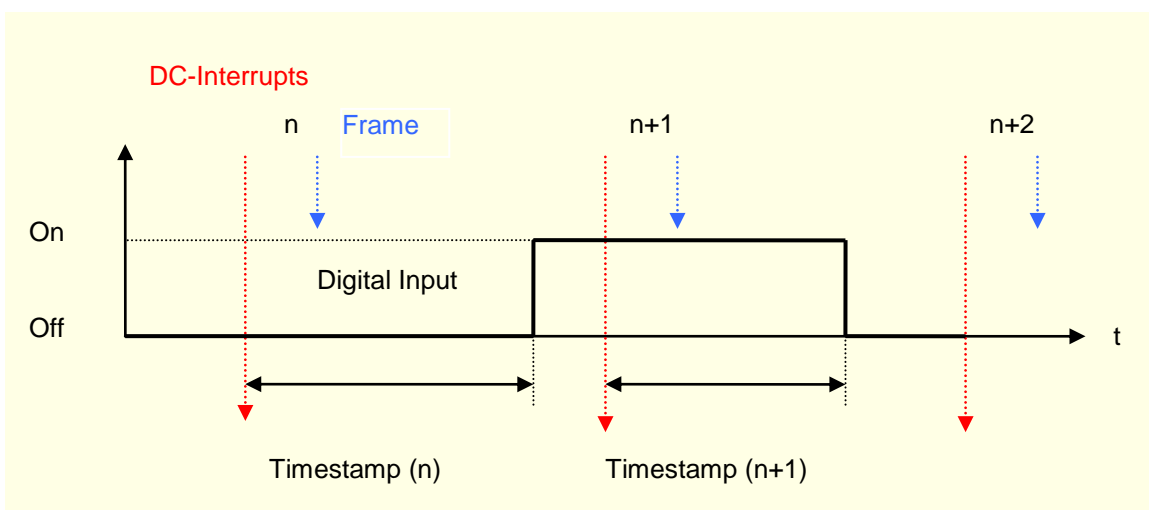 DC-Interrupts
n Frame n+1 n+2
On
Digital Input
Off
t
Timestamp (n) Timestamp (n+1)